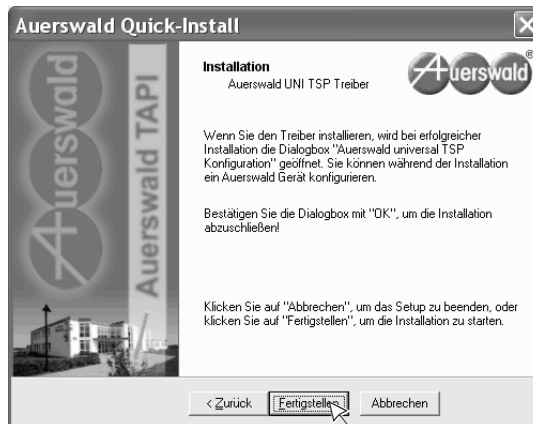 Auerswald Quick-Install
Auerswald
Auerswald TAPI
Installation
Auerswald UNI TSP Treiber
Auerswald®
Wenn Sie den Treiber installieren, wird bei erfolgreicher
Installation die Dialogbox "Auerswald universal TSP
Konfiguration" geöffnet. Sie können während der Installation
ein Auerswald Gerät konfigurieren.
Bestätigen Sie die Dialogbox mit "OK", um die Installation
abzuschließen!
Klicken Sie auf "Abbrechen", um das Setup zu beenden, oder
klicken Sie auf "Fertigstellen", um die Installation zu starten.
< Zurück Fertigstellen Abbrechen